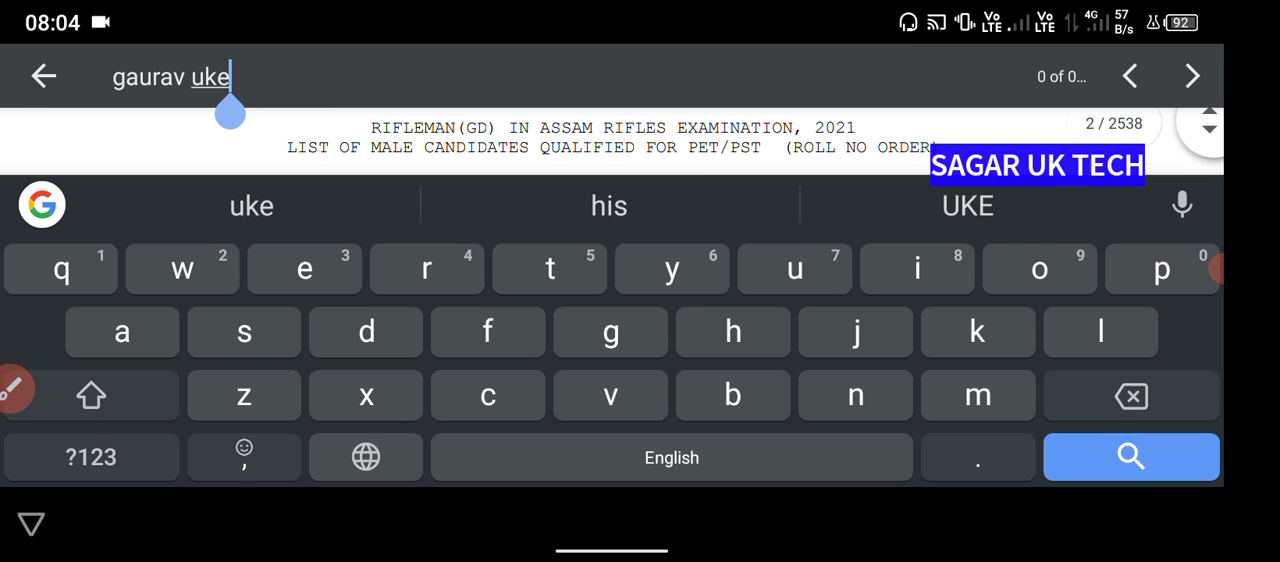 08:04 Vo LTE Vo LTE 4G 57 B/s 92
gaurav uke 0 of 0...
RIFLEMAN(GD) IN ASSAM RIFLES EXAMINATION, 2021 2 / 2538
LIST OF MALE CANDIDATES QUALIFIED FOR PET/PST (ROLL NO ORDER)
SAGAR UK TECH
G uke his UKE
q 1 w 2 e 3 r 4 t 5 y 6 u 7 i 8 o 9 p 0
a s d f g h j k l
z x c v b n m
?123 , English .